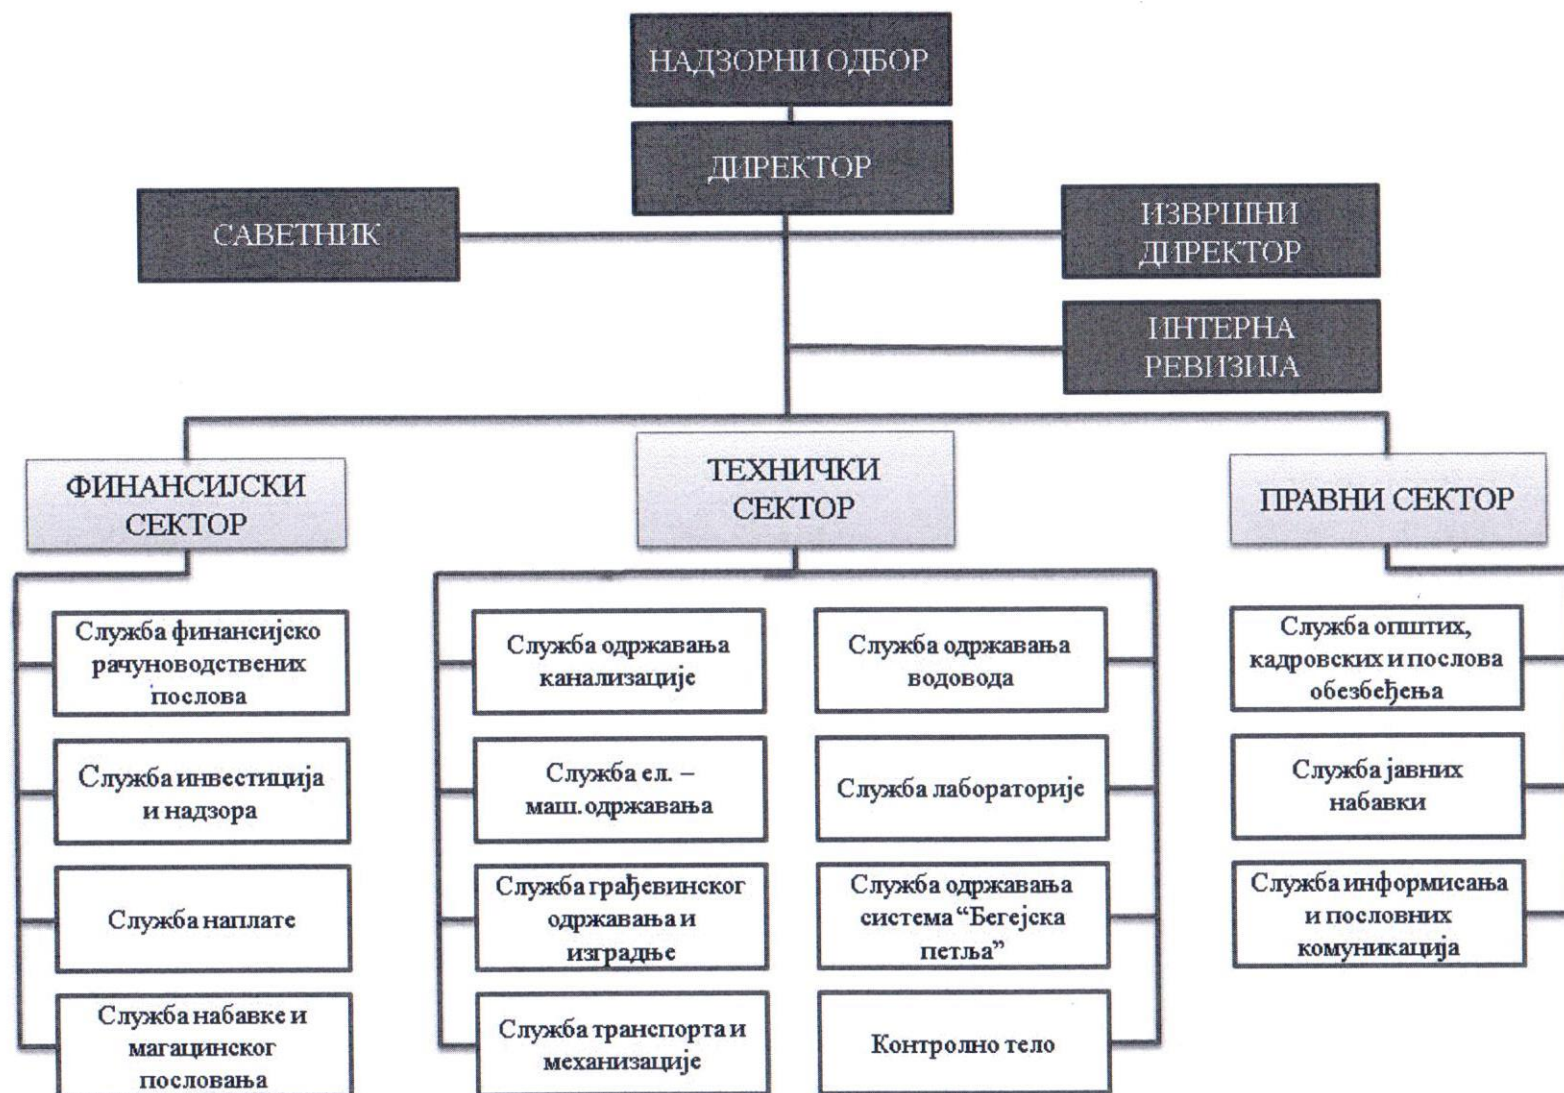 НАДЗОРНИ ОДБОР
ДИРЕКТОР
САВЕТНИК
ИЗВРШНИ
ДИРЕКТОР
ИНТЕРНА
РЕВИЗИЈА
ФИНАНСИЈСКИ
СЕКТОР
ТЕХНИЧКИ
СЕКТОР
ПРАВНИ СЕКТОР
Служба финансијско
рачуноводствених
послова
Служба инвестиција
и надзора
Служба наплате
Служба набавке и
магацинског
пословања
Служба одржавања
канализације
Служба ел. –
маш. одржавања
Служба грађевинског
одржавања и
изградње
Служба транспорта и
механизације
Служба одржавања
водовода
Служба лабораторије
Служба одржавања
система “Бегејска
петља”
Контролно тело
Служба општих,
кадровских и послова
обезбеђења
Служба јавних
набавки
Служба информисања
и пословних
комуникација